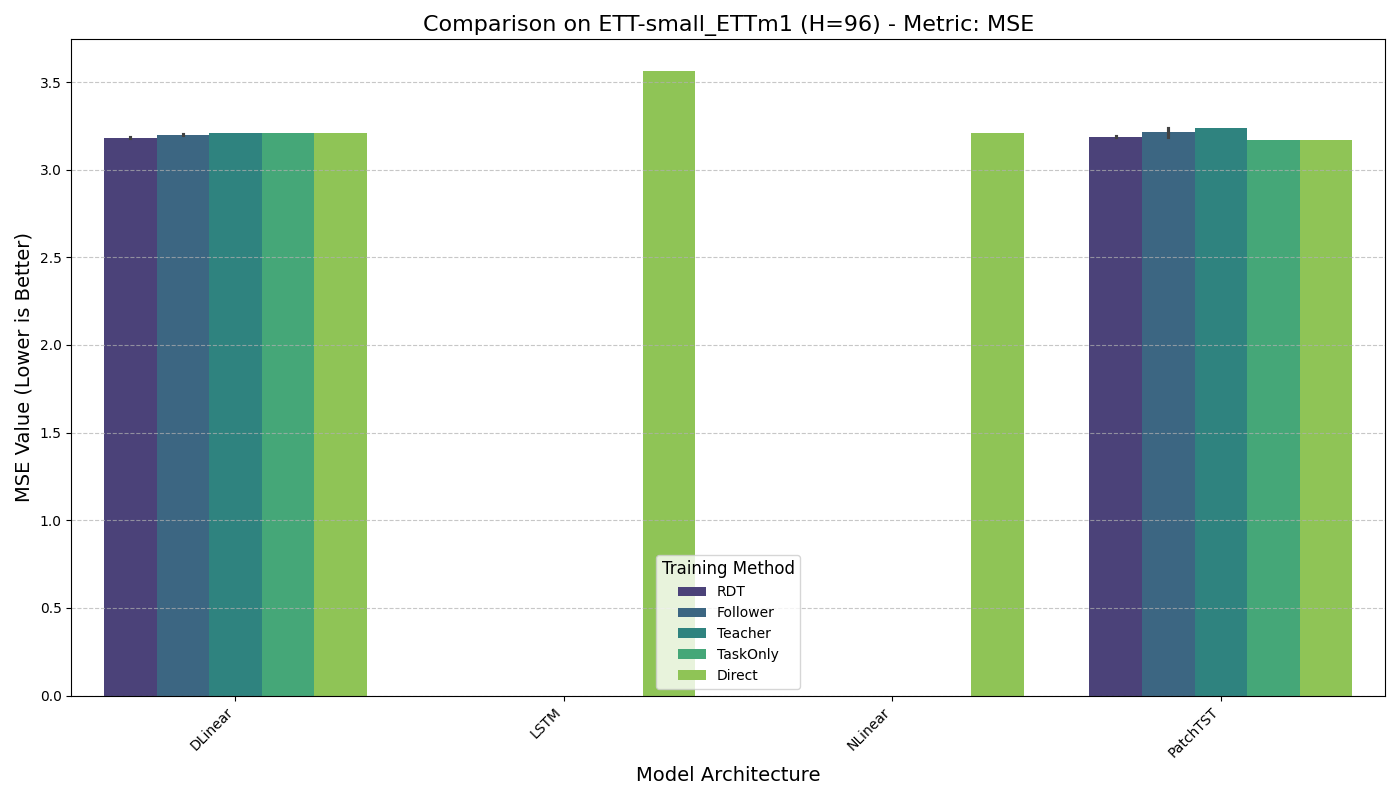 Comparison on ETT-small_ETTm1 (H=96) - Metric: MSE
MSE Value (Lower is Better)
3.5
3.0
2.5
2.0
1.5
1.0
0.5
0.0
Training Method
RDT
Follower
Teacher
TaskOnly
Direct
DLinear
LSTM
NLinear
PatchTST
Model Architecture